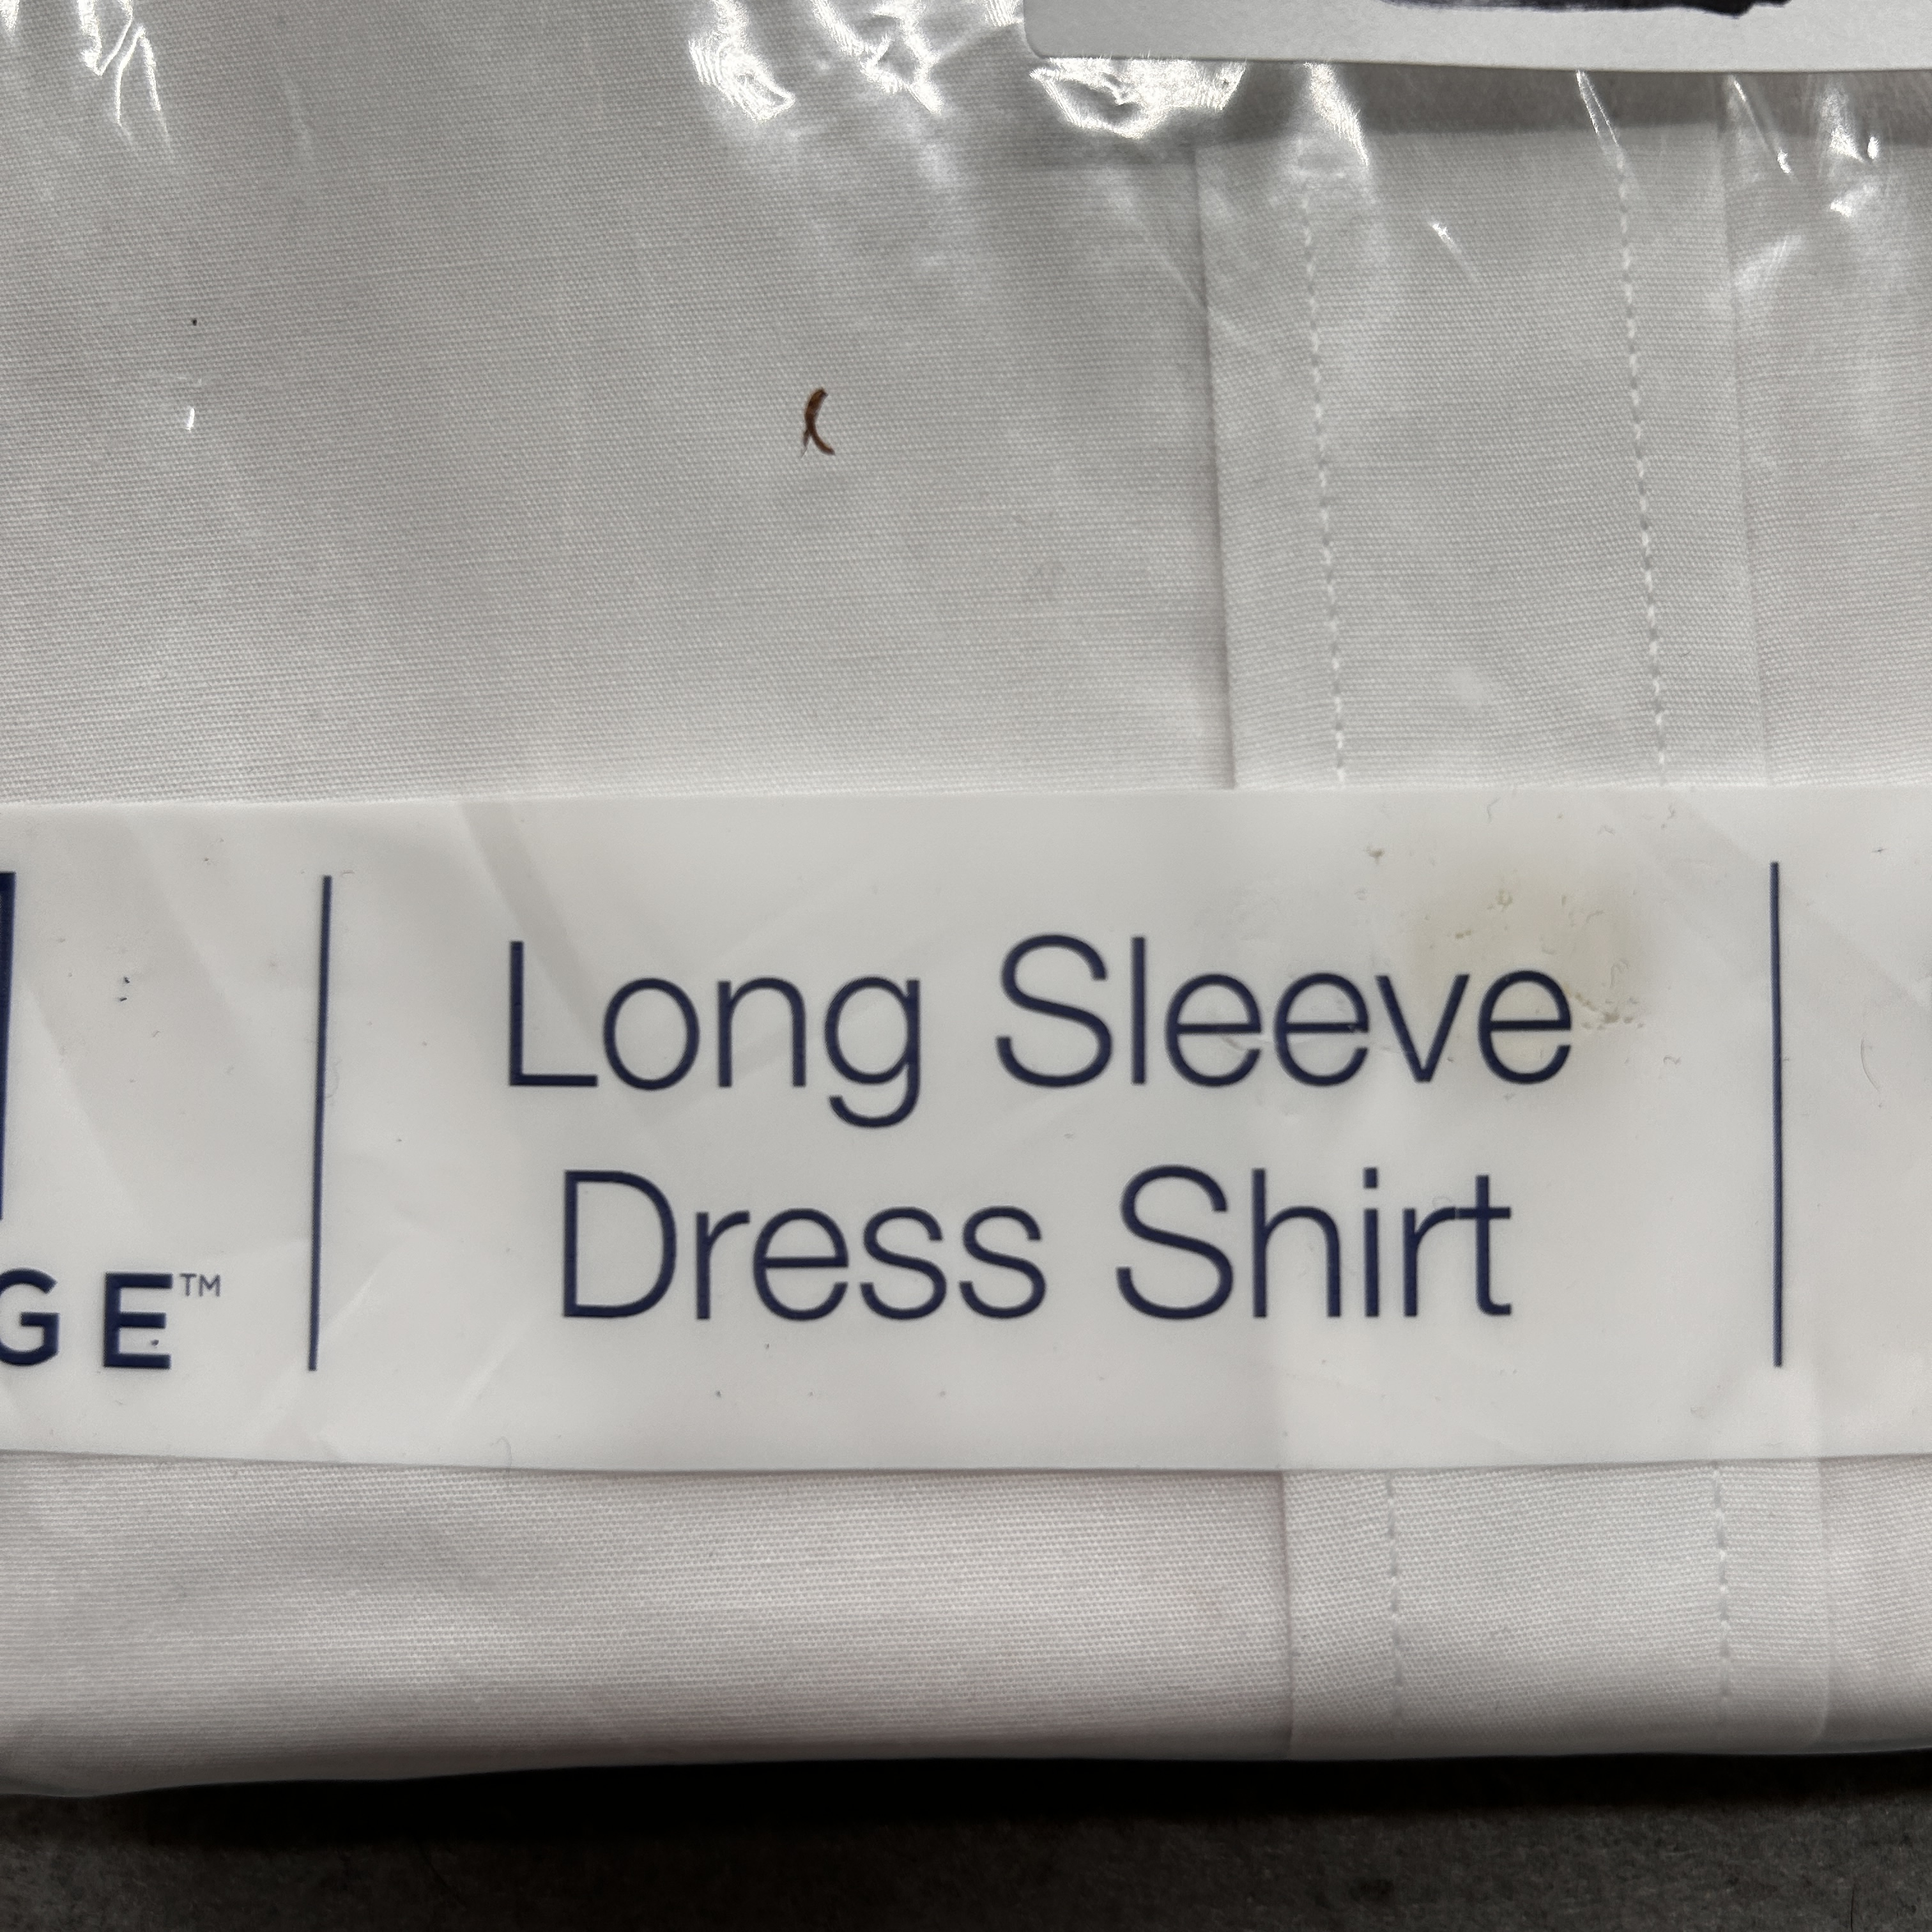 GE™
Long Sleeve
Dress Shirt